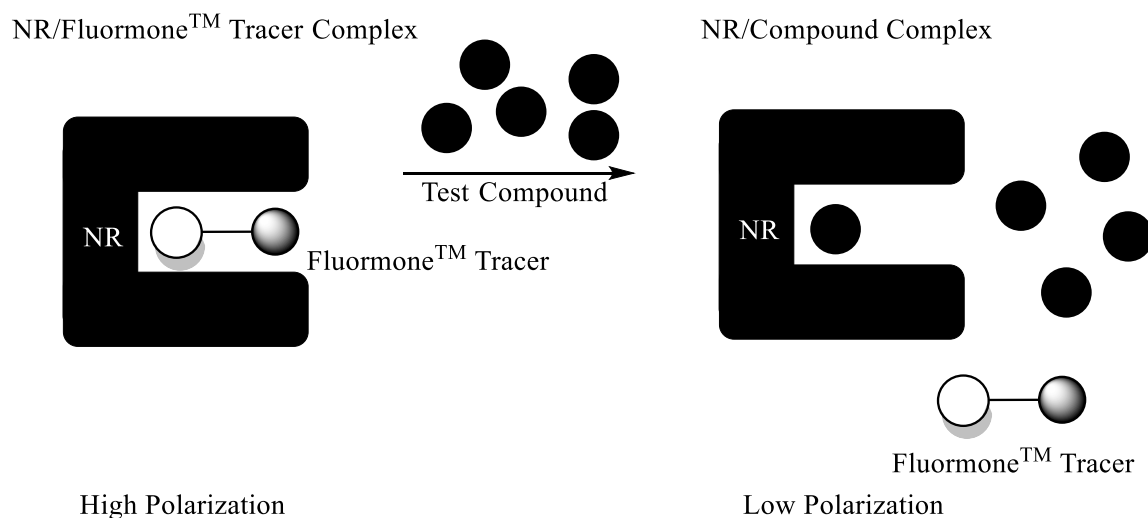 NR/Fluormone™ Tracer Complex
NR/Compound Complex
Test Compound
NR
Fluormone™ Tracer
NR
Fluormone™ Tracer
High Polarization
Low Polarization